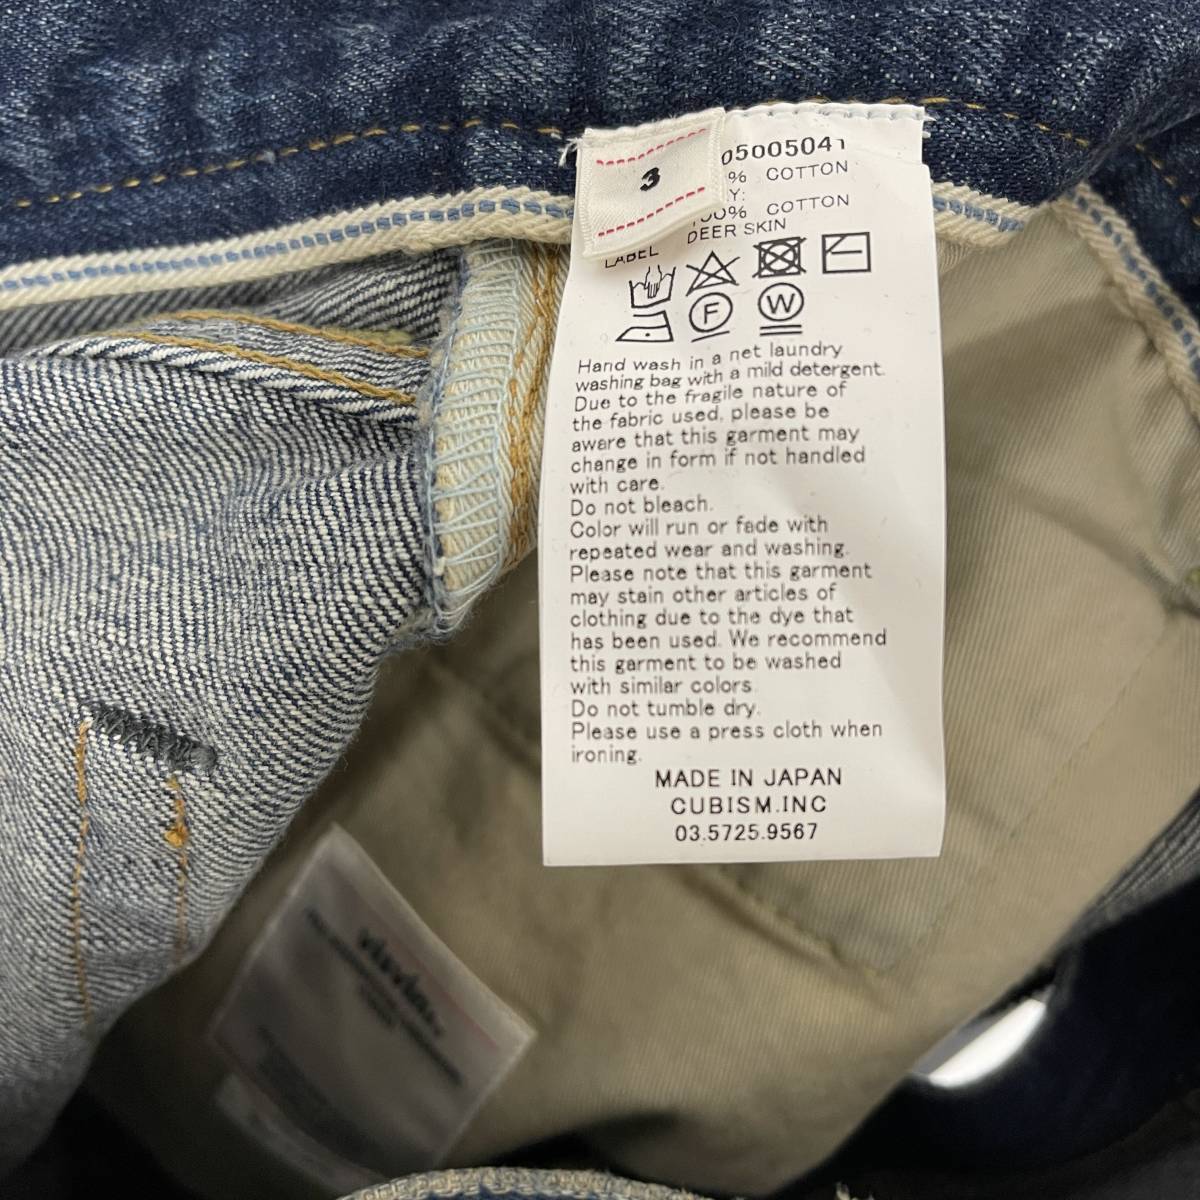 3
05005041
% COTTON
Y:
100% COTTON
LABEL DEER SKIN
F W
Hand wash in a net laundry
washing bag with a mild detergent.
Due to the fragile nature of
the fabric used, please be
aware that this garment may
change in form if not handled
with care.
Do not bleach.
Color will run or fade with
repeated wear and washing.
Please note that this garment
may stain other articles of
clothing due to the dye that
has been used. We recommend
this garment to be washed
with similar colors.
Do not tumble dry.
Please use a press cloth when
ironing.
MADE IN JAPAN
CUBISM.INC
03.5725.9567